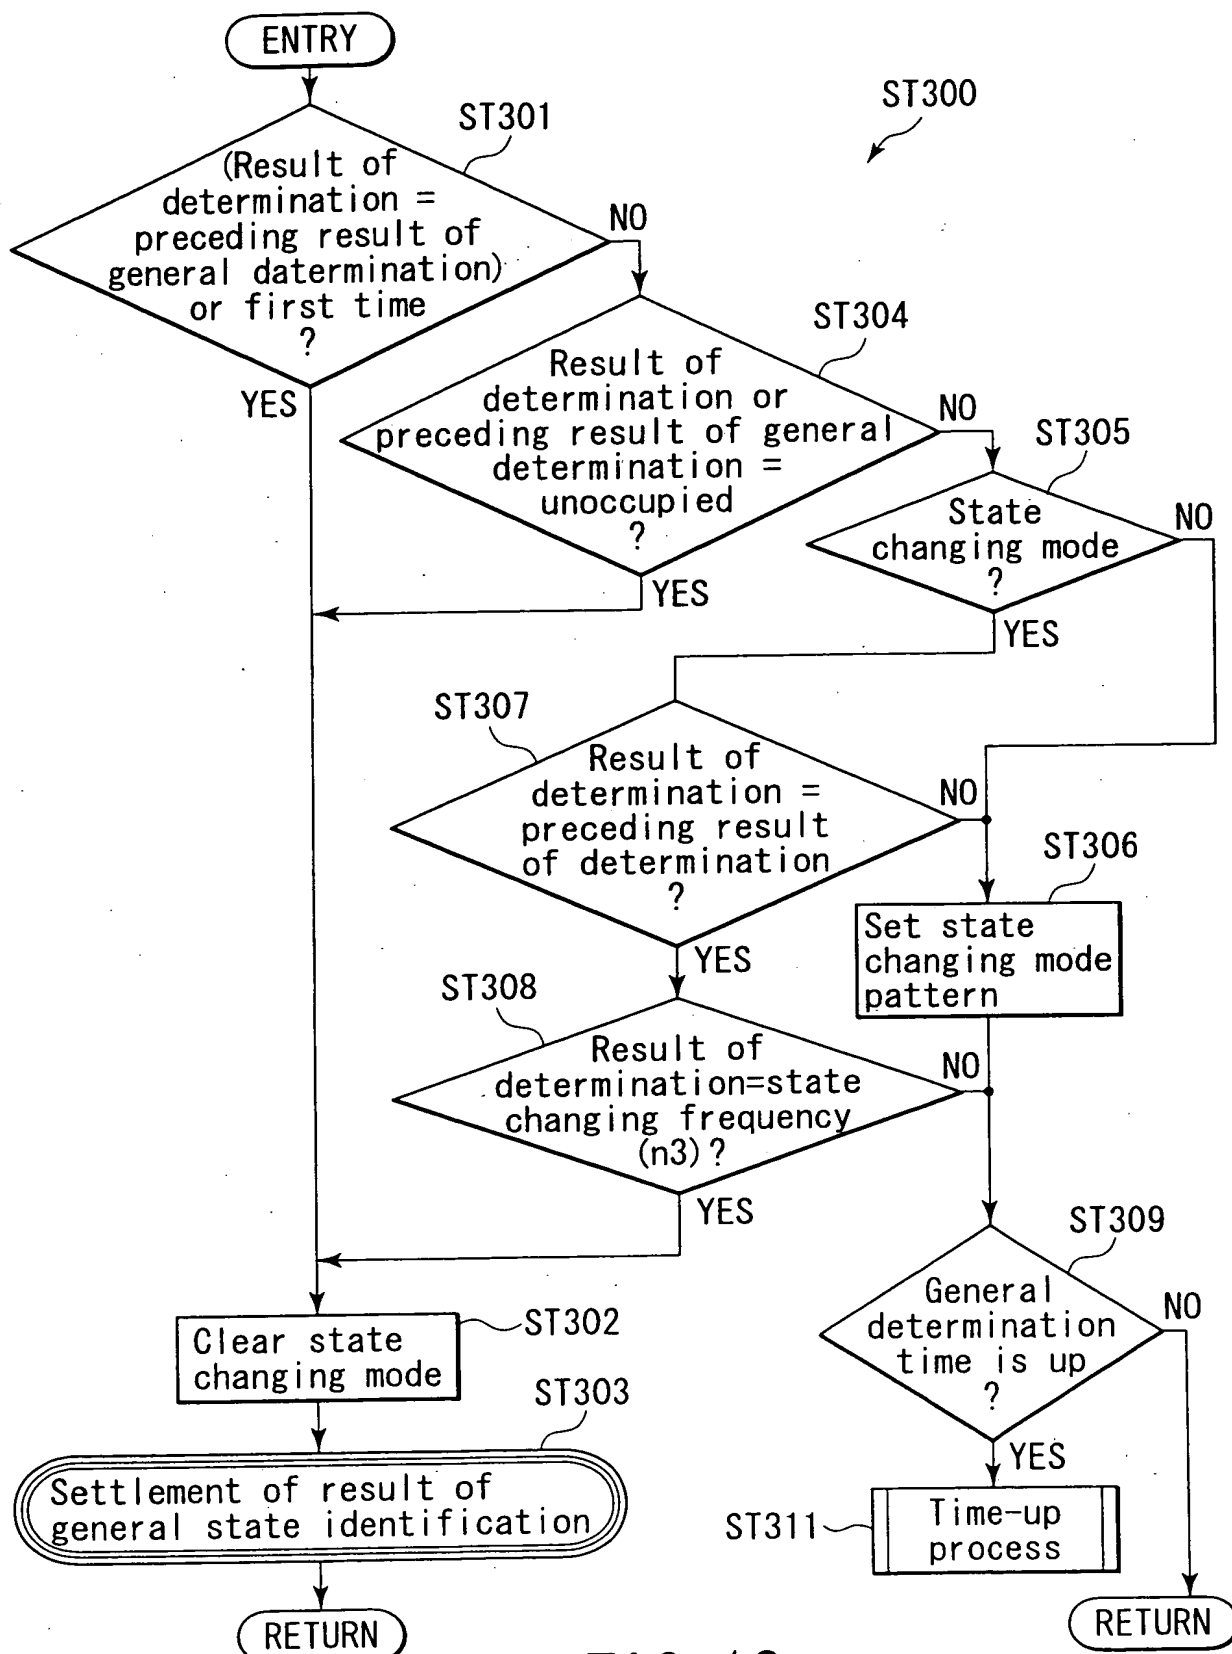 ENTRY
ST300
ST301
(Result of
determination =
preceding result of
general datermination)
or first time
?
NO
YES
ST304
Result of
determination or
preceding result of general
determination =
unoccupied
?
NO
YES
ST305
State
changing mode
?
NO
YES
ST307
Result of
determination =
preceding result
of determination
?
NO
YES
ST306
Set state
changing mode
pattern
ST308
Result of
determination=state
changing frequency
(n3)?
NO
YES
ST309
General
determination
time is up
?
NO
YES
ST302
Clear state
changing mode
ST303
Settlement of result of
general state identification
ST311
Time-up
process
RETURN
RETURN